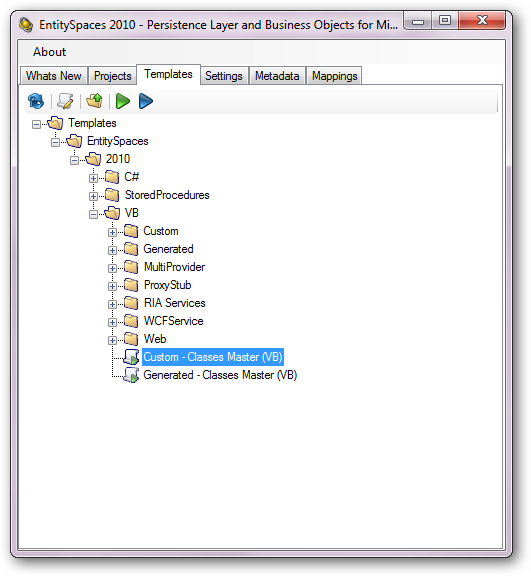 EntitySpaces 2010 - Persistence Layer and Business Objects for Mi...
About
Whats New Projects Templates Settings Metadata Mappings
Templates
EntitySpaces
2010
C#
StoredProcedures
VB
Custom
Generated
MultiProvider
ProxyStub
RIA Services
WCFService
Web
Custom - Classes Master (VB)
Generated - Classes Master (VB)